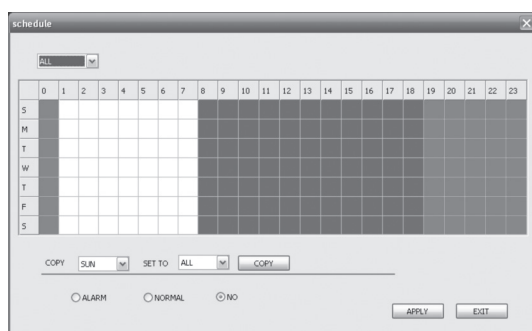 schedule
ALL
0 1 2 3 4 5 6 7 8 9 10 11 12 13 14 15 16 17 18 19 20 21 22 23
S
M
T
W
T
F
S
COPY SUN SET TO ALL COPY
ALARM NORMAL NO
APPLY EXIT